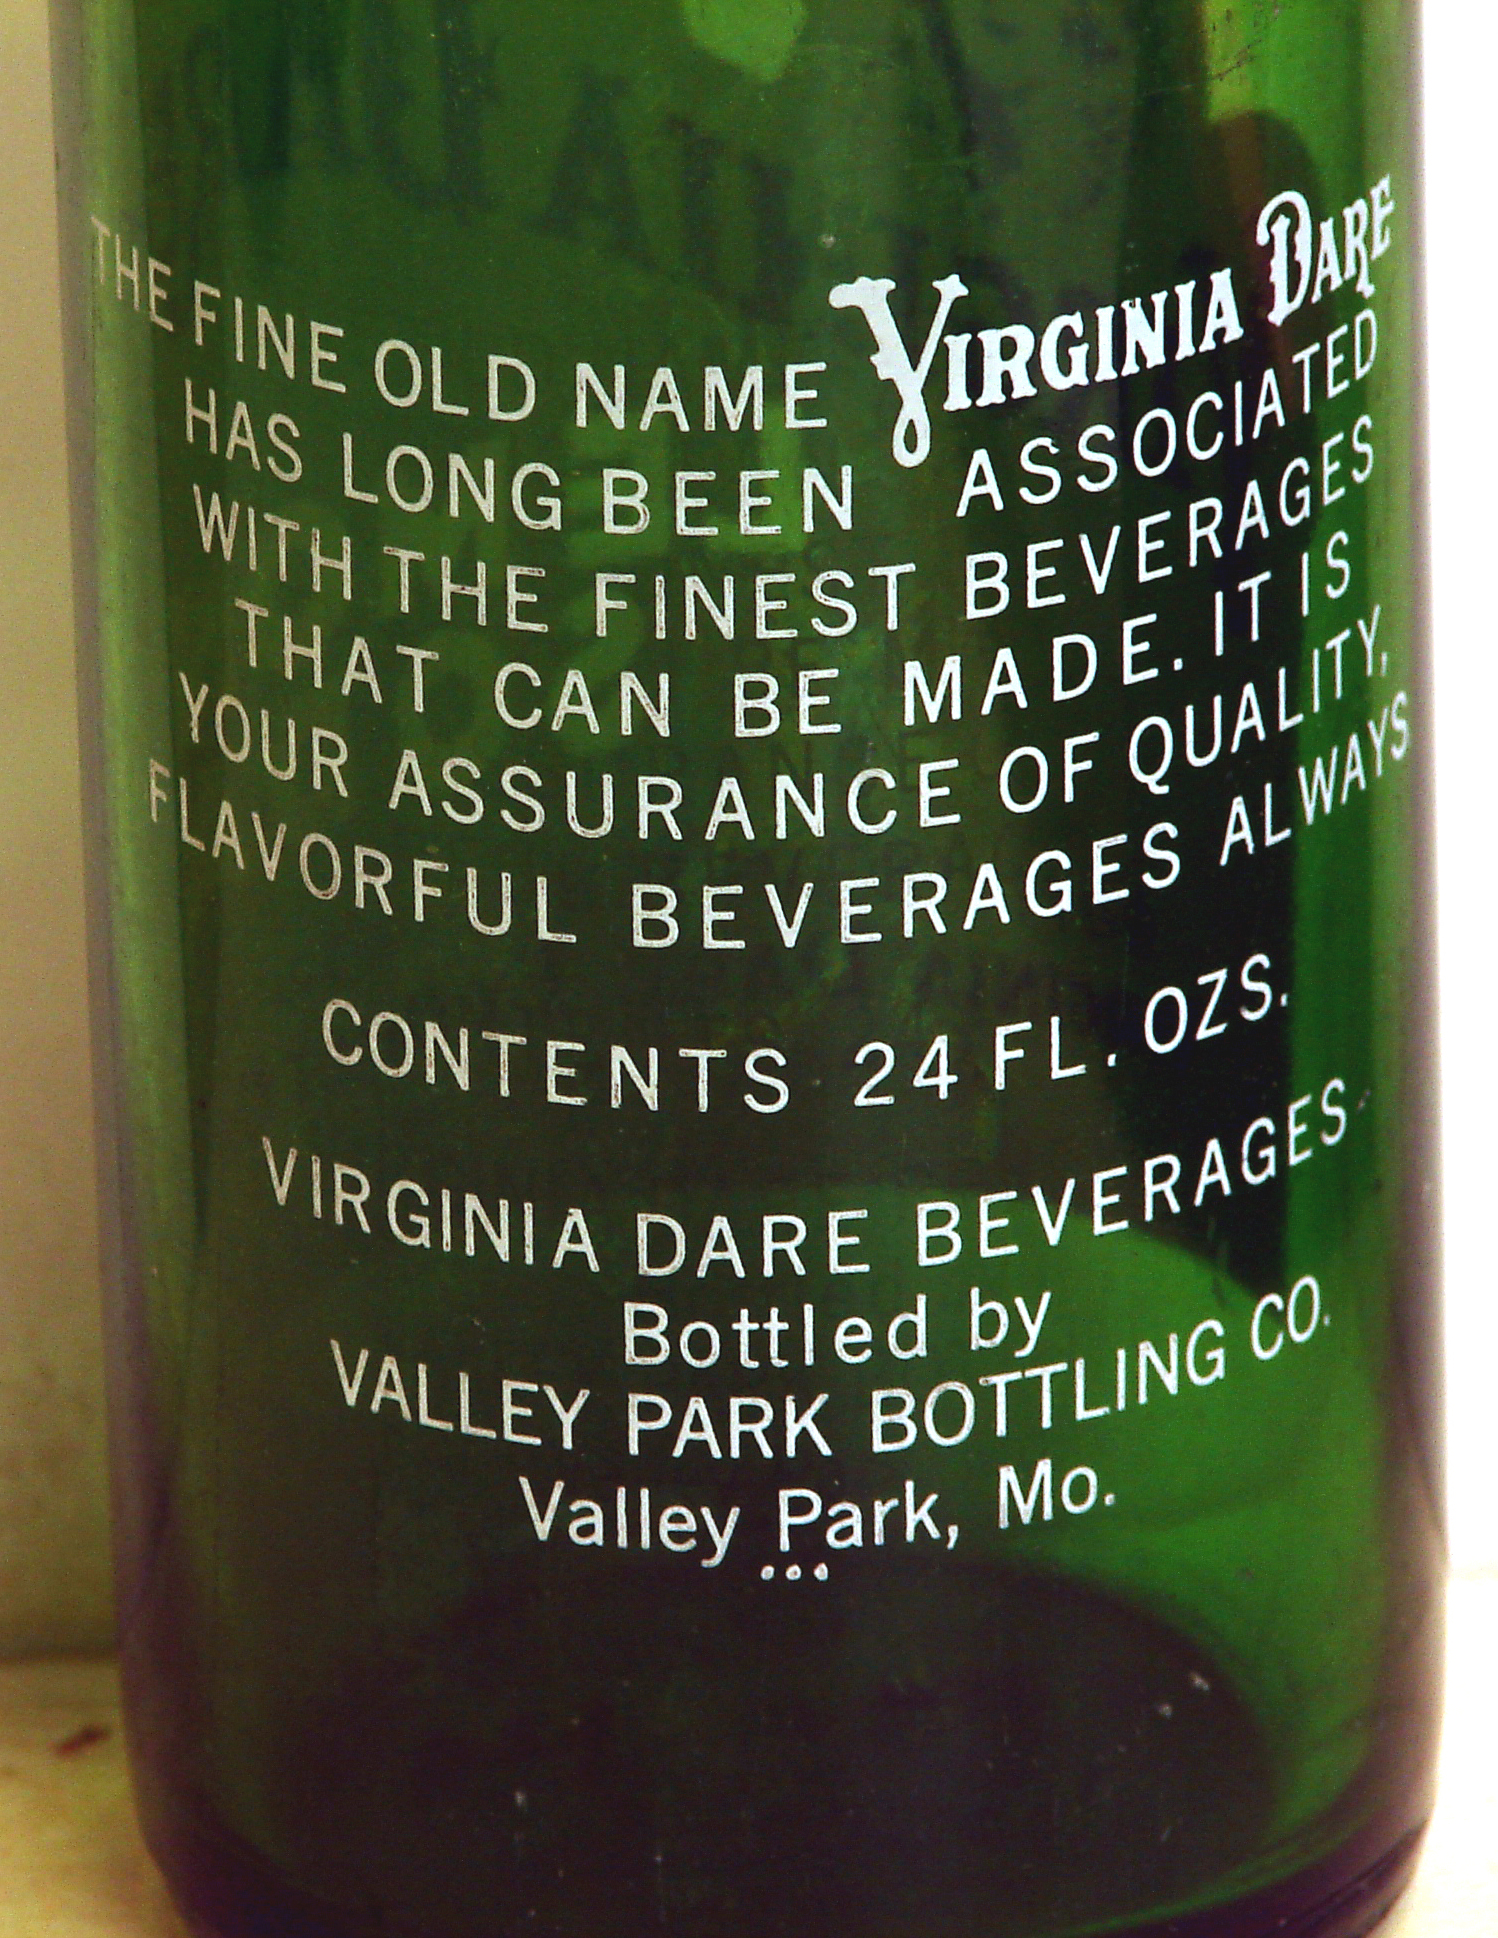 THE FINE OLD NAME VIRGINIA DARE
HAS LONG BEEN ASSOCIATED
WITH THE FINEST BEVERAGES
THAT CAN BE MADE. IT IS
YOUR ASSURANCE OF QUALITY,
FLAVORFUL BEVERAGES ALWAYS
CONTENTS 24 FL. OZS.
VIRGINIA DARE BEVERAGES
Bottled by
VALLEY PARK BOTTLING CO.
Valley Park, Mo.